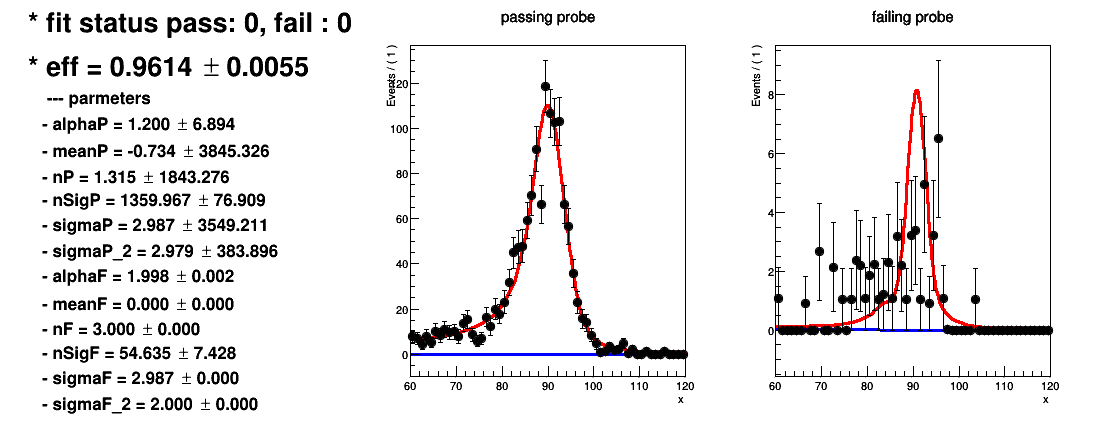 * fit status pass: 0, fail : 0
* eff = 0.9614 ± 0.0055
--- parmeters
- alphaP = 1.200 ± 6.894
- meanP = -0.734 ± 3845.326
- nP = 1.315 ± 1843.276
- nSigP = 1359.967 ± 76.909
- sigmaP = 2.987 ± 3549.211
- sigmaP_2 = 2.979 ± 383.896
- alphaF = 1.998 ± 0.002
- meanF = 0.000 ± 0.000
- nF = 3.000 ± 0.000
- nSigF = 54.635 ± 7.428
- sigmaF = 2.987 ± 0.000
- sigmaF_2 = 2.000 ± 0.000
passing probe
Events / ( 1 )
120
100
80
60
40
20
0
60 70 80 90 100 110 120
x
failing probe
Events / ( 1 )
8
6
4
2
0
60 70 80 90 100 110 120
x